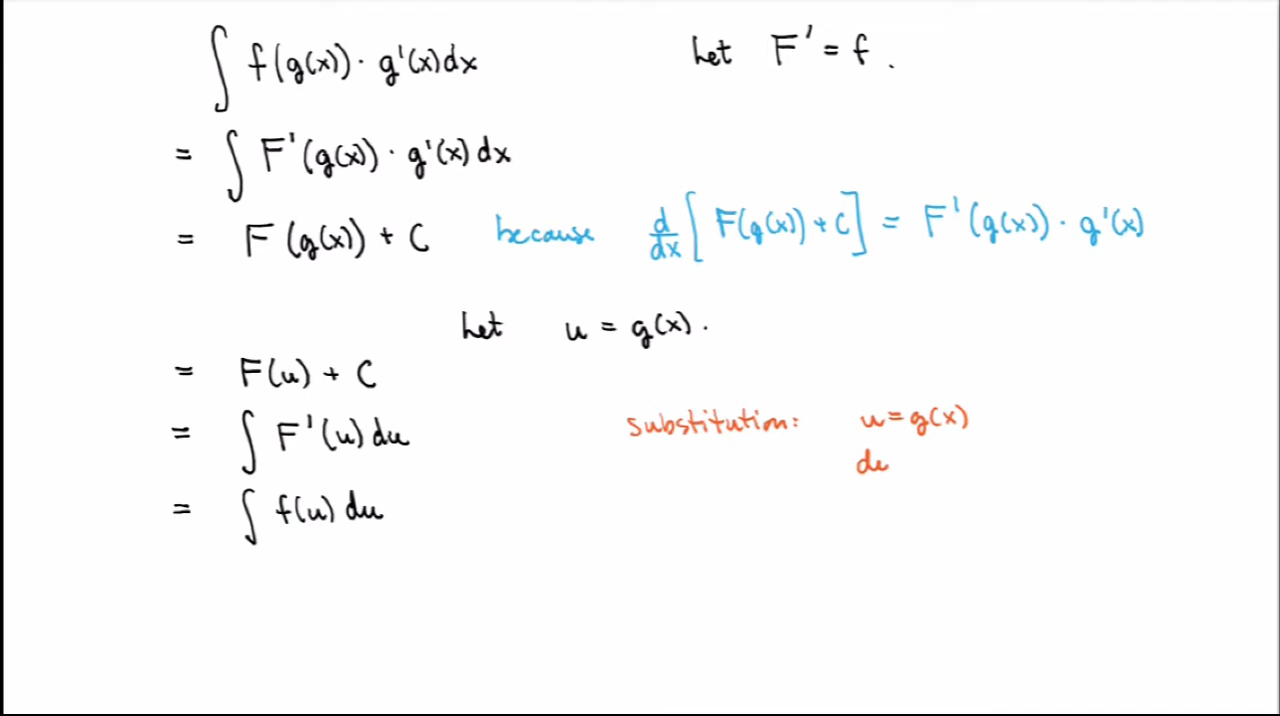 ∫ f(g(x)) · g'(x) dx    Let F' = f.
= ∫ F'(g(x)) · g'(x) dx
= F(g(x)) + C    because    d/dx [ F(g(x)) + C ] = F'(g(x)) · g'(x)
Let u = g(x).
= F(u) + C
= ∫ F'(u) du    substitution:    u = g(x)
du
= ∫ f(u) du